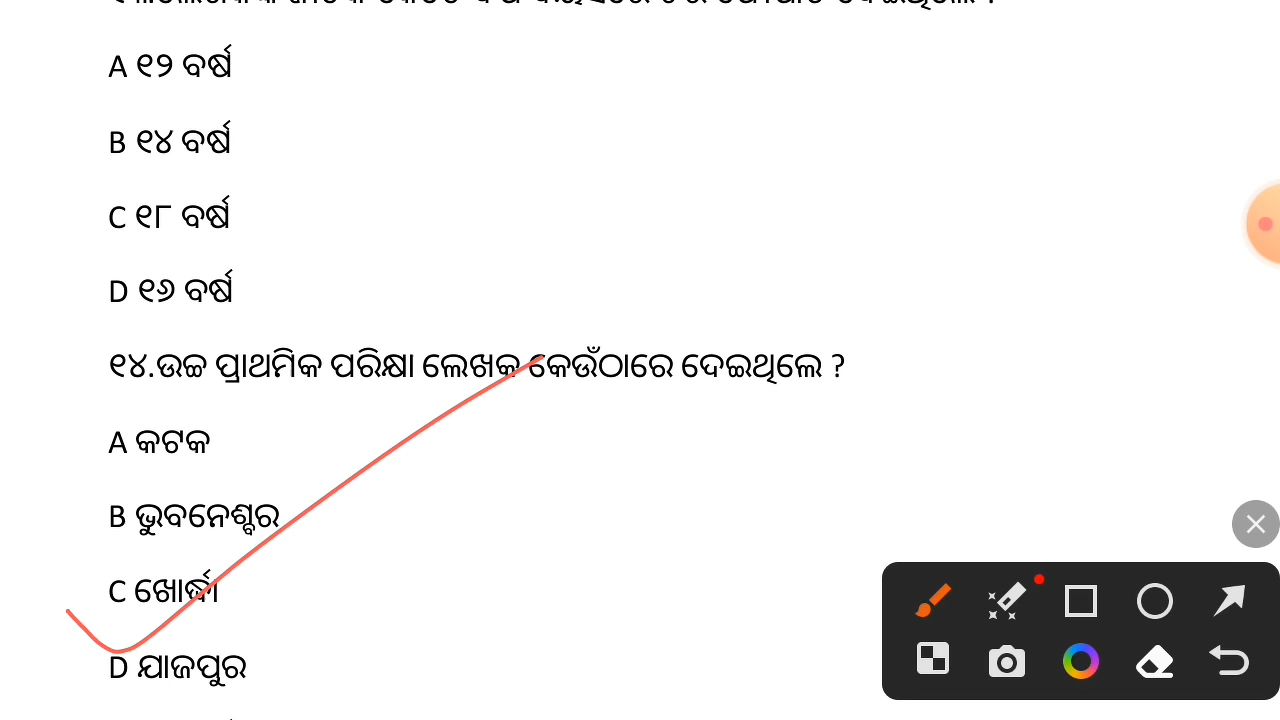 A ୧୨ ବର୍ଷ
B ୧୪ ବର୍ଷ
C ୧୮ ବର୍ଷ
D ୧୬ ବର୍ଷ
୧୪.ଉଚ୍ଚ ପ୍ରାଥମିକ ପରିକ୍ଷା ଲେଖକ କେଉଁଠାରେ ଦେଇଥିଲେ ?
A କଟକ
B ଭୁବନେଶ୍ବର
C ଖୋର୍ଦ୍ଧା
D ଯାଜପୁର